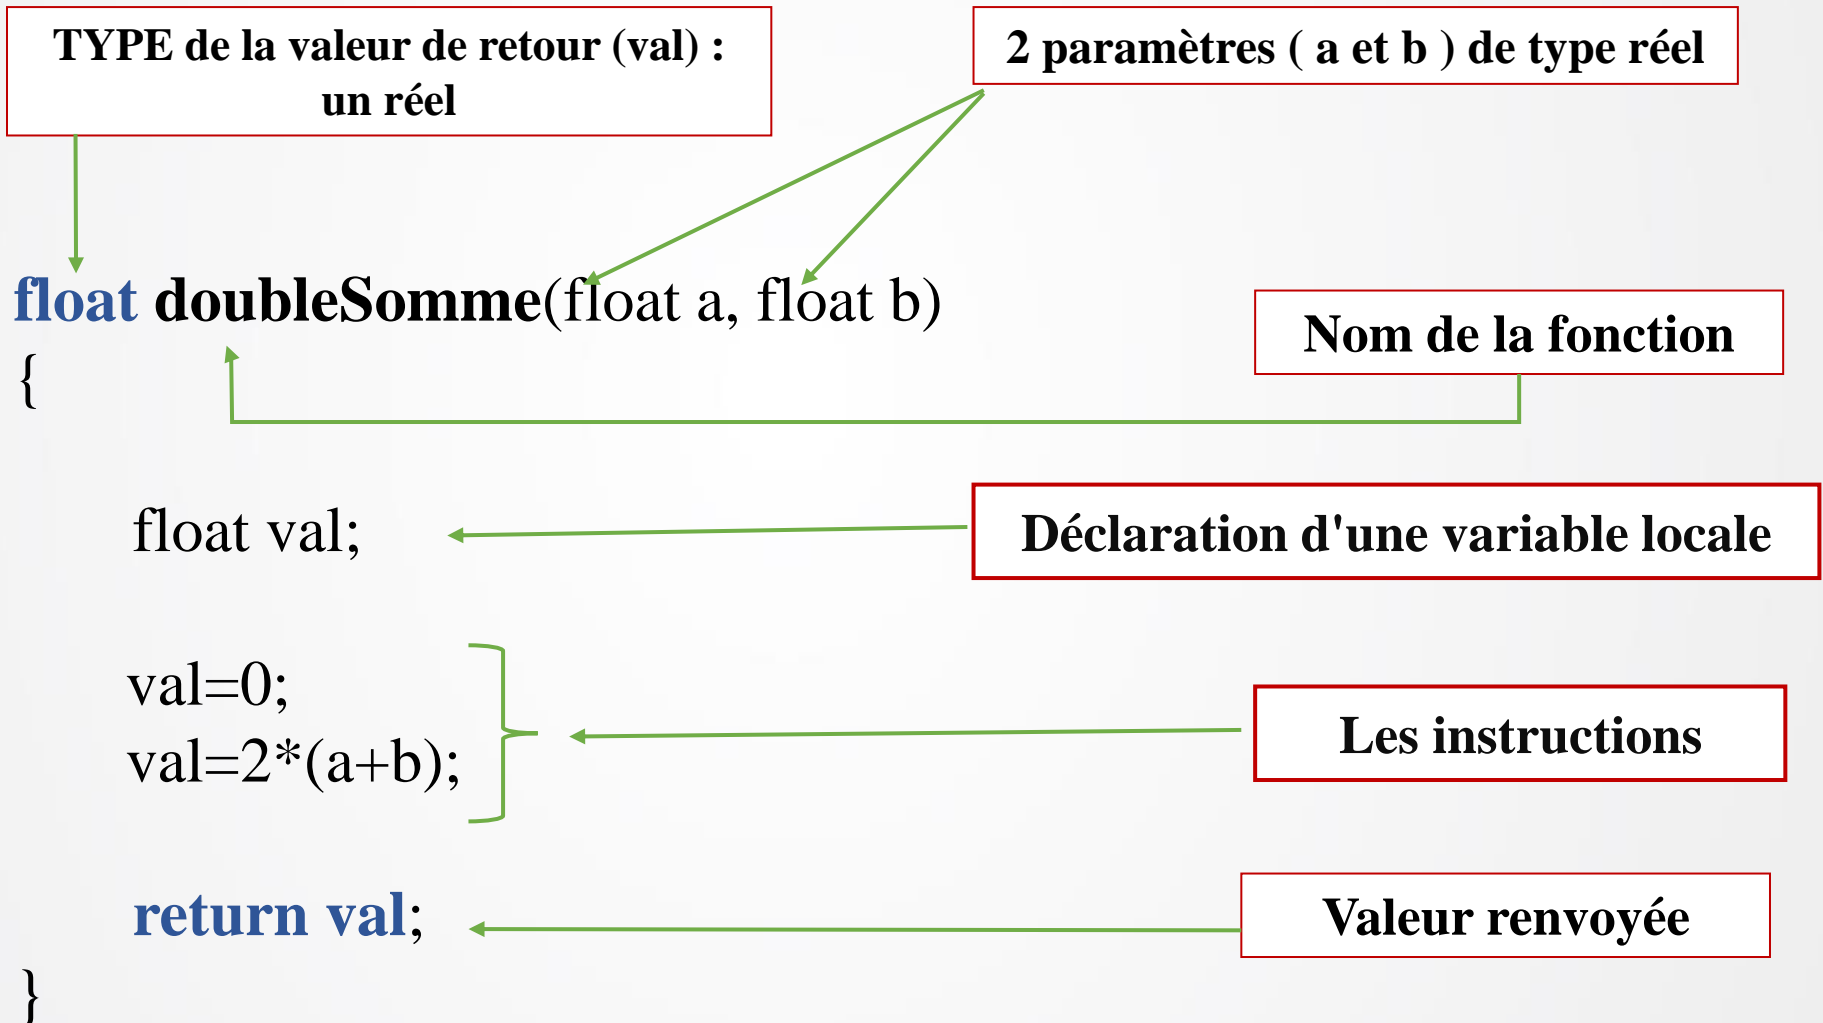 TYPE de la valeur de retour (val) :
un réel
2 paramètres ( a et b ) de type réel
float doubleSomme(float a, float b)
Nom de la fonction
{
float val;
Déclaration d'une variable locale
val=0;
val=2*(a+b);
Les instructions
return val;
Valeur renvoyée
}